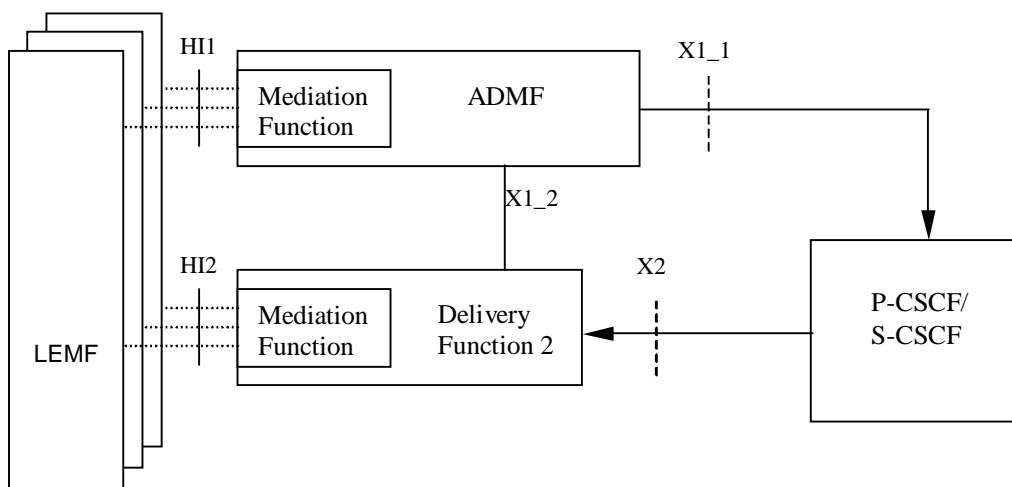 HI1
X1_1
Mediation
Function
ADMF
X1_2
HI2
X2
Mediation
Function
Delivery
Function 2
P-CSCF/
S-CSCF
LEMF